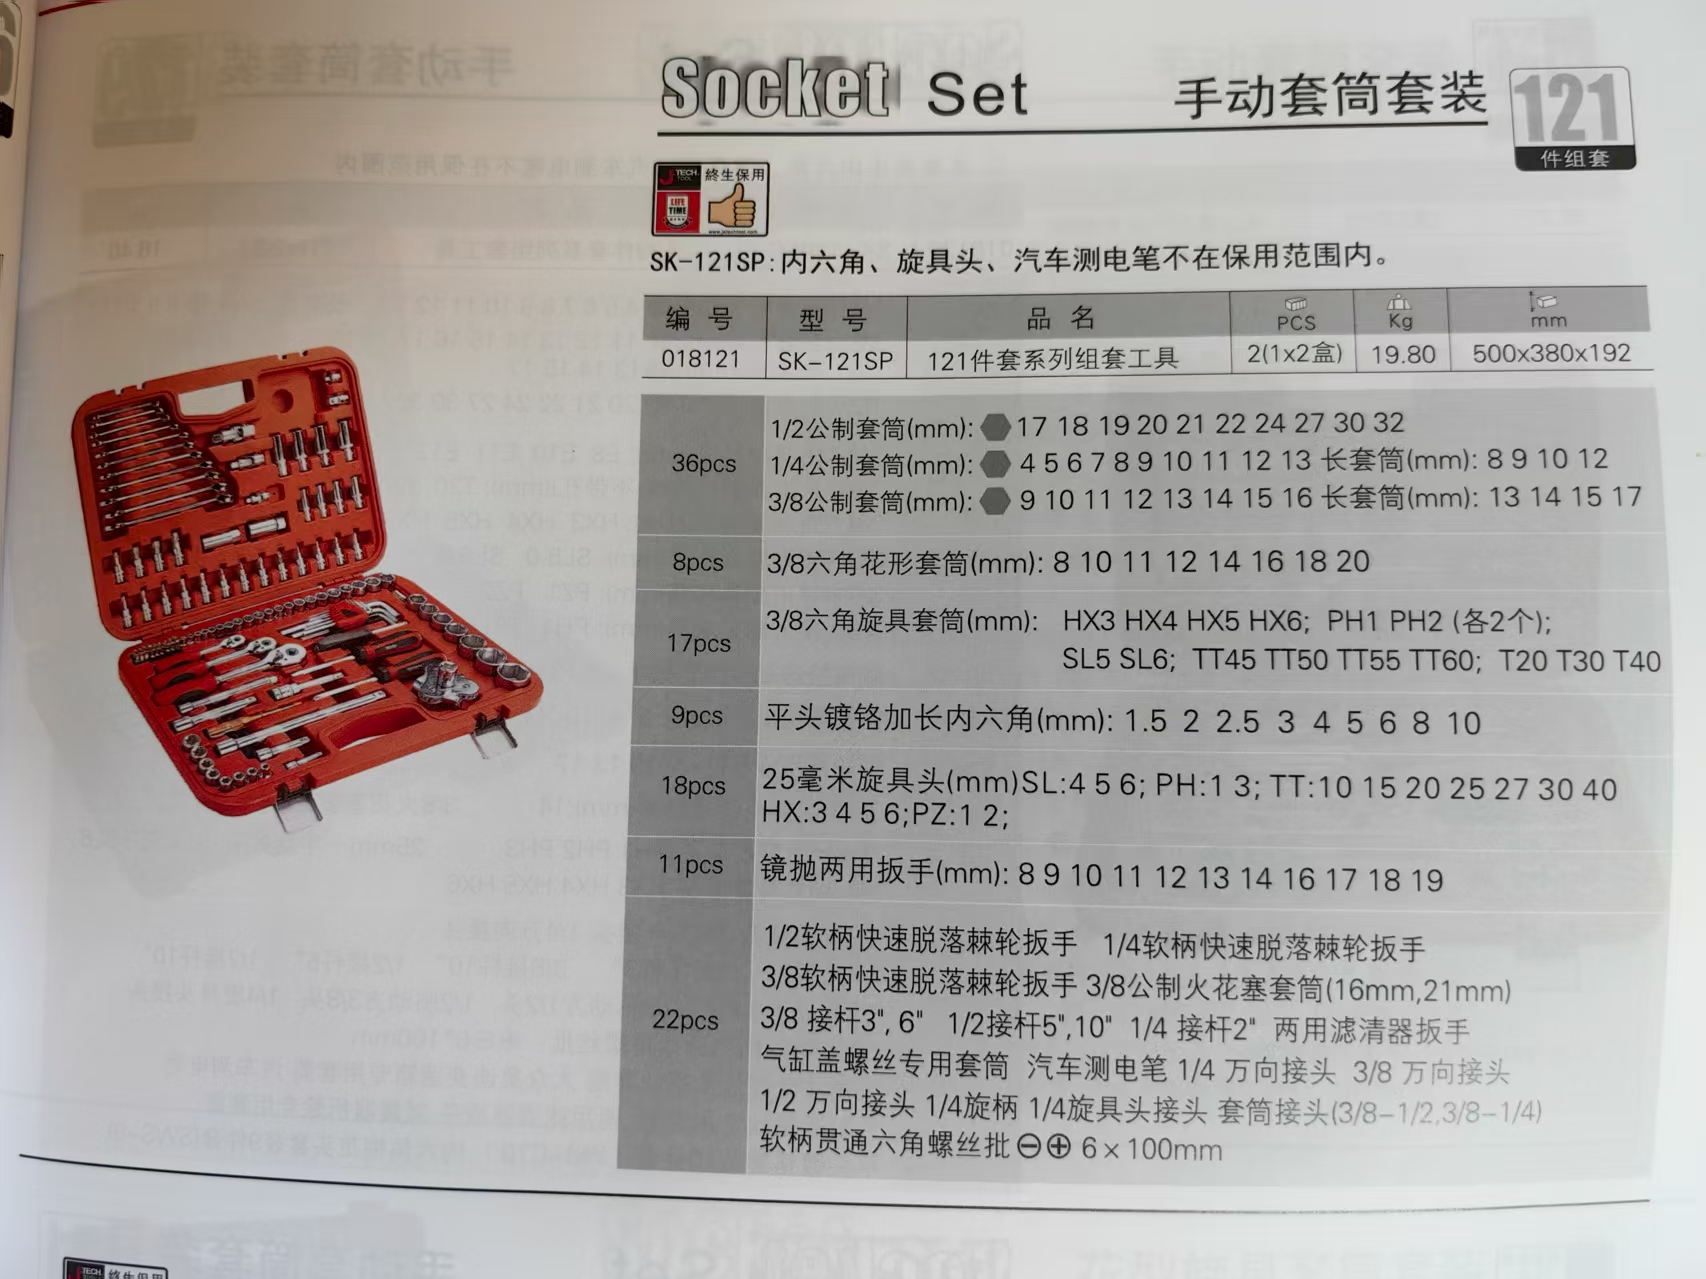 Socket Set 手动套筒套装 121
件组套
JETECH TOOL 終生保用
LIFE TIME
www.jetechtool.com
SK-121SP:内六角、旋具头、汽车测电笔不在保用范围内。
编 号 型 号 品 名 PCS Kg mm
018121 SK-121SP 121件套系列组套工具 2(1x2盒) 19.80 500x380x192
1/2公制套筒(mm): 17 18 19 20 21 22 24 27 30 32
36pcs 1/4公制套筒(mm): 4 5 6 7 8 9 10 11 12 13 长套筒(mm): 8 9 10 12
3/8公制套筒(mm): 9 10 11 12 13 14 15 16 长套筒(mm): 13 14 15 17
8pcs 3/8六角花形套筒(mm): 8 10 11 12 14 16 18 20
17pcs 3/8六角旋具套筒(mm): HX3 HX4 HX5 HX6; PH1 PH2 (各2个);
SL5 SL6; TT45 TT50 TT55 TT60; T20 T30 T40
9pcs 平头镀铬加长内六角(mm): 1.5 2 2.5 3 4 5 6 8 10
18pcs 25毫米旋具头(mm)SL:4 5 6; PH:1 3; TT:10 15 20 25 27 30 40
HX:3 4 5 6;PZ:1 2;
11pcs 镜抛两用扳手(mm): 8 9 10 11 12 13 14 16 17 18 19
1/2软柄快速脱落棘轮扳手 1/4软柄快速脱落棘轮扳手
3/8软柄快速脱落棘轮扳手 3/8公制火花塞套筒(16mm,21mm)
22pcs 3/8 接杆3", 6" 1/2接杆5",10" 1/4 接杆2" 两用滤清器扳手
气缸盖螺丝专用套筒 汽车测电笔 1/4 万向接头 3/8 万向接头
1/2 万向接头 1/4旋柄 1/4旋具头接头 套筒接头(3/8-1/2,3/8-1/4)
软柄贯通六角螺丝批⊖⊕ 6×100mm
JETECH TOOL 終生保用